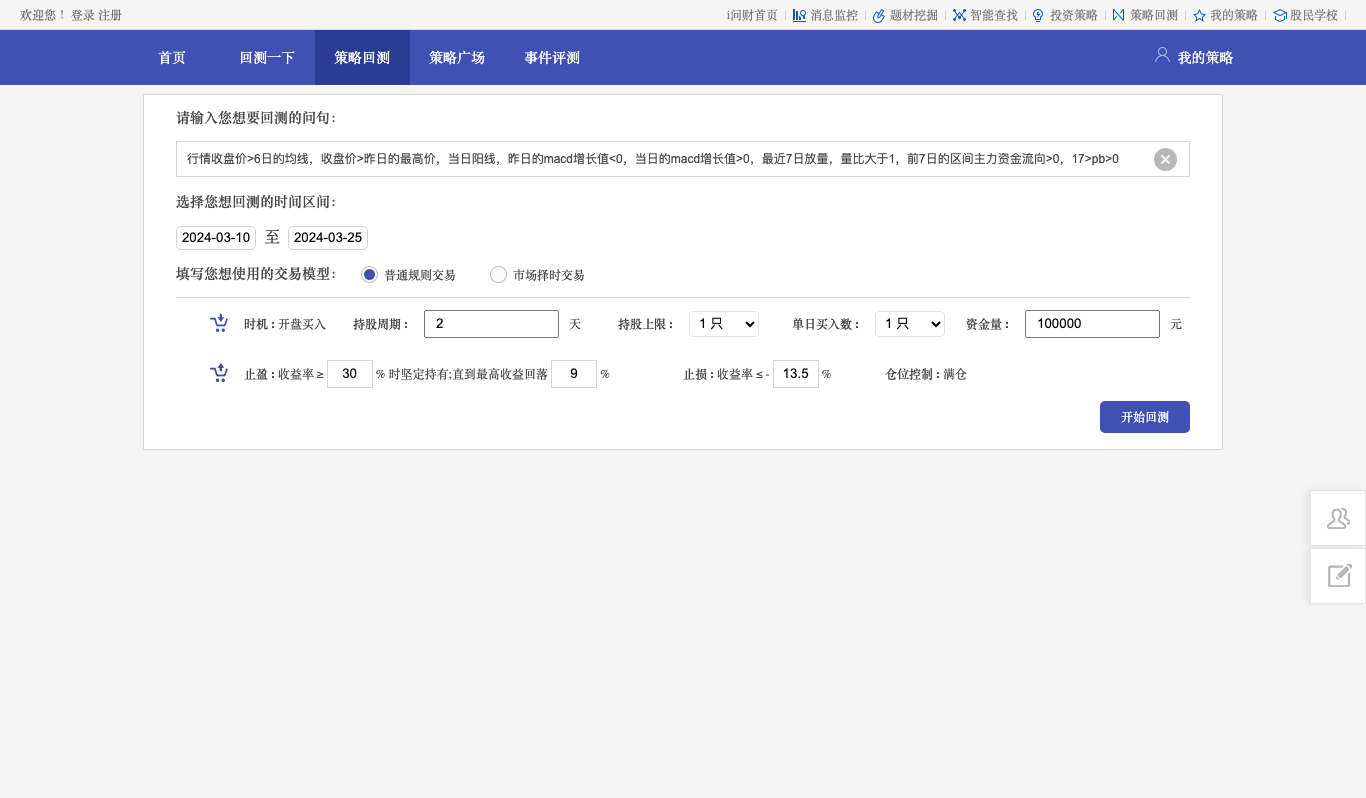 欢迎您！ 登录 注册 i问财首页 消息监控 题材挖掘 智能查找 投资策略 策略回测 我的策略 股民学校
首页 回测一下 策略回测 策略广场 事件评测 我的策略
请输入您想要回测的问句：
行情收盘价>6日的均线，收盘价>昨日的最高价，当日阳线，昨日的macd增长值<0，当日的macd增长值>0，最近7日放量，量比大于1，前7日的区间主力资金流向>0，17>pb>0
选择您想回测的时间区间：
2024-03-10 至 2024-03-25
填写您想使用的交易模型： 普通规则交易 市场择时交易
时机：开盘买入 持股周期： 2 天 持股上限： 1 只 单日买入数： 1 只 资金量： 100000 元
止盈：收益率 ≥ 30 % 时坚定持有;直到最高收益回落 9 % 止损：收益率 ≤ - 13.5 % 仓位控制：满仓
开始回测